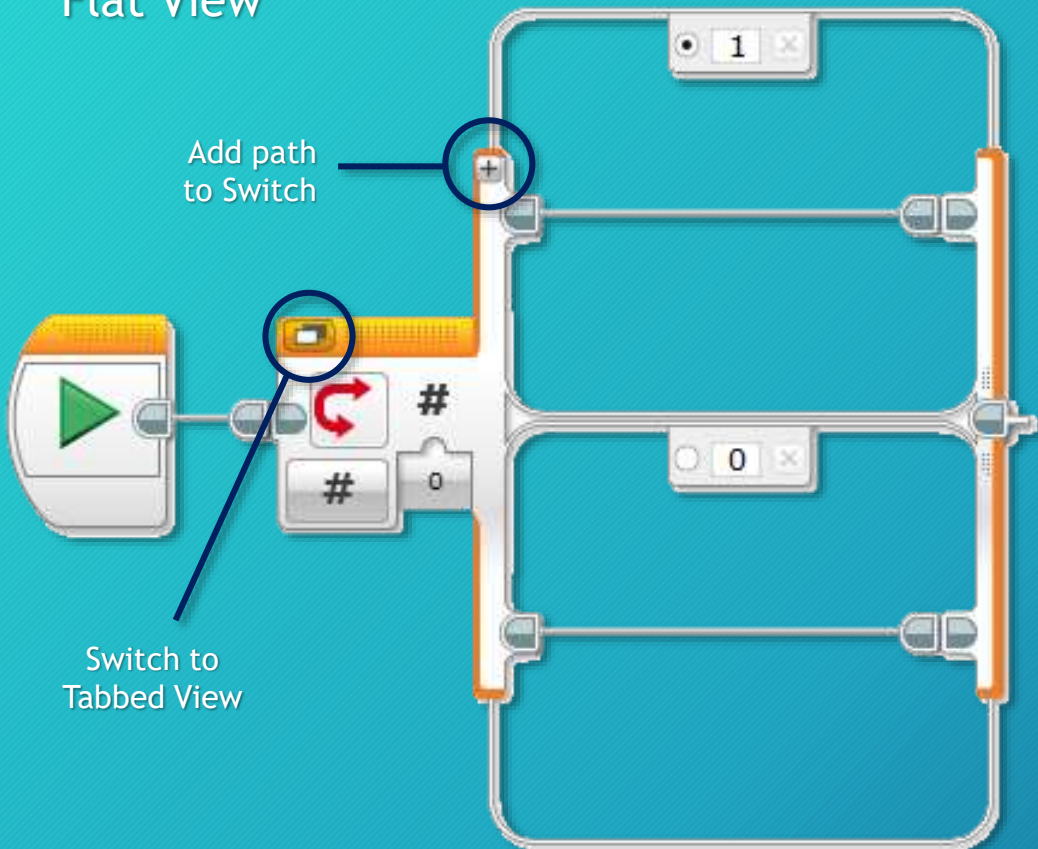 Flat View
1
Add path
to Switch
#
0
#
0
Switch to
Tabbed View